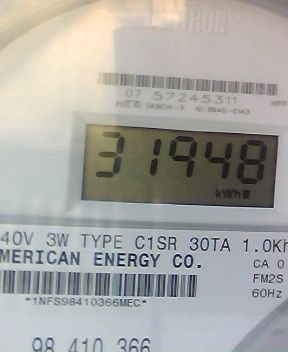 07 57245311
31948
kWh
40V 3W TYPE C1SR 30TA 1.0Kh
MERICAN ENERGY CO.
CA 0
FM2S
60Hz
*1NFS98410366MEC*
98 410 366